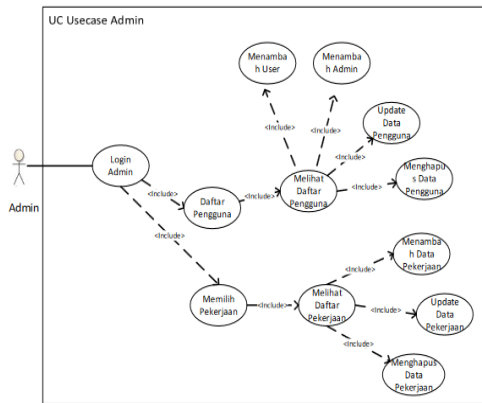 UC Usecase Admin
Menamba
h User
Menamba
h Admin
<Include>
<Include>
Update
Data
Pengguna
<Include>
Login
Admin
Admin
<Include>
Daftar
Pengguna
<Include>
Melihat
Daftar
Pengguna
<Include>
Menghapu
s Data
Pengguna
<Include>
Menamba
h Data
Pekerjaan
<Include>
Memilih
Pekerjaan
<Include>
Melihat
Daftar
Pekerjaan
<Include>
Update
Data
Pekerjaan
<Include>
Menghapus
Data
Pekerjaan